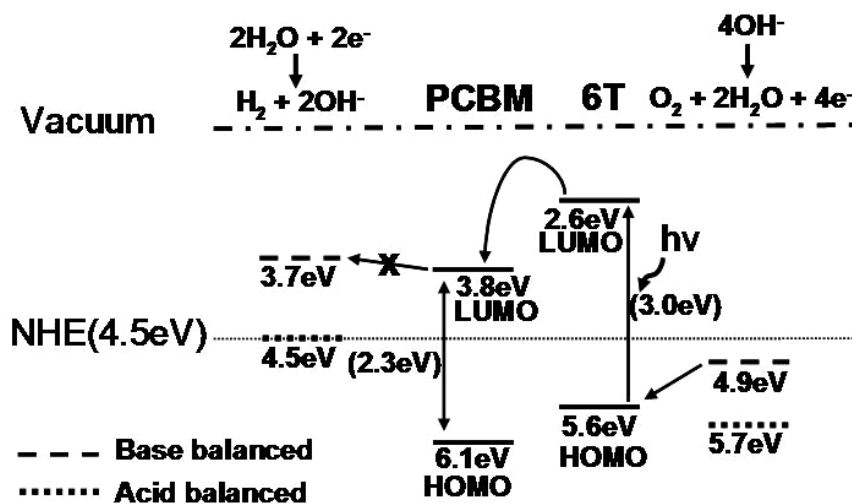 2H₂O + 2e⁻
H₂ + 2OH⁻
PCBM
6T
4OH⁻
O₂ + 2H₂O + 4e⁻
Vacuum
2.6eV
LUMO
hν
3.7eV
X
3.8eV
LUMO
(3.0eV)
NHE(4.5eV)
4.5eV
(2.3eV)
4.9eV
5.6eV
HOMO
5.7eV
6.1eV
HOMO
Base balanced
Acid balanced